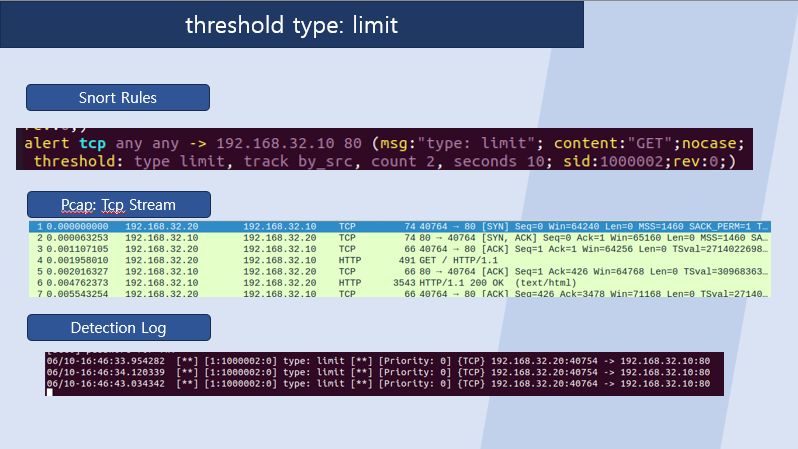 threshold type: limit
Snort Rules
alert tcp any any -> 192.168.32.10 80 (msg:"type: limit"; content:"GET";nocase;
threshold: type limit, track by_src, count 2, seconds 10; sid:1000002;rev:0;)
Pcap: Tcp Stream
1 0.000000000 192.168.32.20 192.168.32.10 TCP 74 40764 → 80 [SYN] Seq=0 Win=64240 Len=0 MSS=1460 SACK_PERM=1 T…
2 0.000063253 192.168.32.10 192.168.32.20 TCP 74 80 → 40764 [SYN, ACK] Seq=0 Ack=1 Win=65160 Len=0 MSS=1460 SA…
3 0.001107105 192.168.32.20 192.168.32.10 TCP 66 40764 → 80 [ACK] Seq=1 Ack=1 Win=64256 Len=0 TSval=2714022698…
4 0.001958010 192.168.32.20 192.168.32.10 HTTP 491 GET / HTTP/1.1
5 0.002016327 192.168.32.10 192.168.32.20 TCP 66 80 → 40764 [ACK] Seq=1 Ack=426 Win=64768 Len=0 TSval=30968363…
6 0.004762373 192.168.32.10 192.168.32.20 HTTP 3543 HTTP/1.1 200 OK (text/html)
7 0.005543254 192.168.32.20 192.168.32.10 TCP 66 40764 → 80 [ACK] Seq=426 Ack=3478 Win=71168 Len=0 TSval=27140…
Detection Log
06/10-16:46:33.954282 [**] [1:1000002:0] type: limit [**] [Priority: 0] {TCP} 192.168.32.20:40754 -> 192.168.32.10:80
06/10-16:46:34.120339 [**] [1:1000002:0] type: limit [**] [Priority: 0] {TCP} 192.168.32.20:40754 -> 192.168.32.10:80
06/10-16:46:43.034342 [**] [1:1000002:0] type: limit [**] [Priority: 0] {TCP} 192.168.32.20:40764 -> 192.168.32.10:80